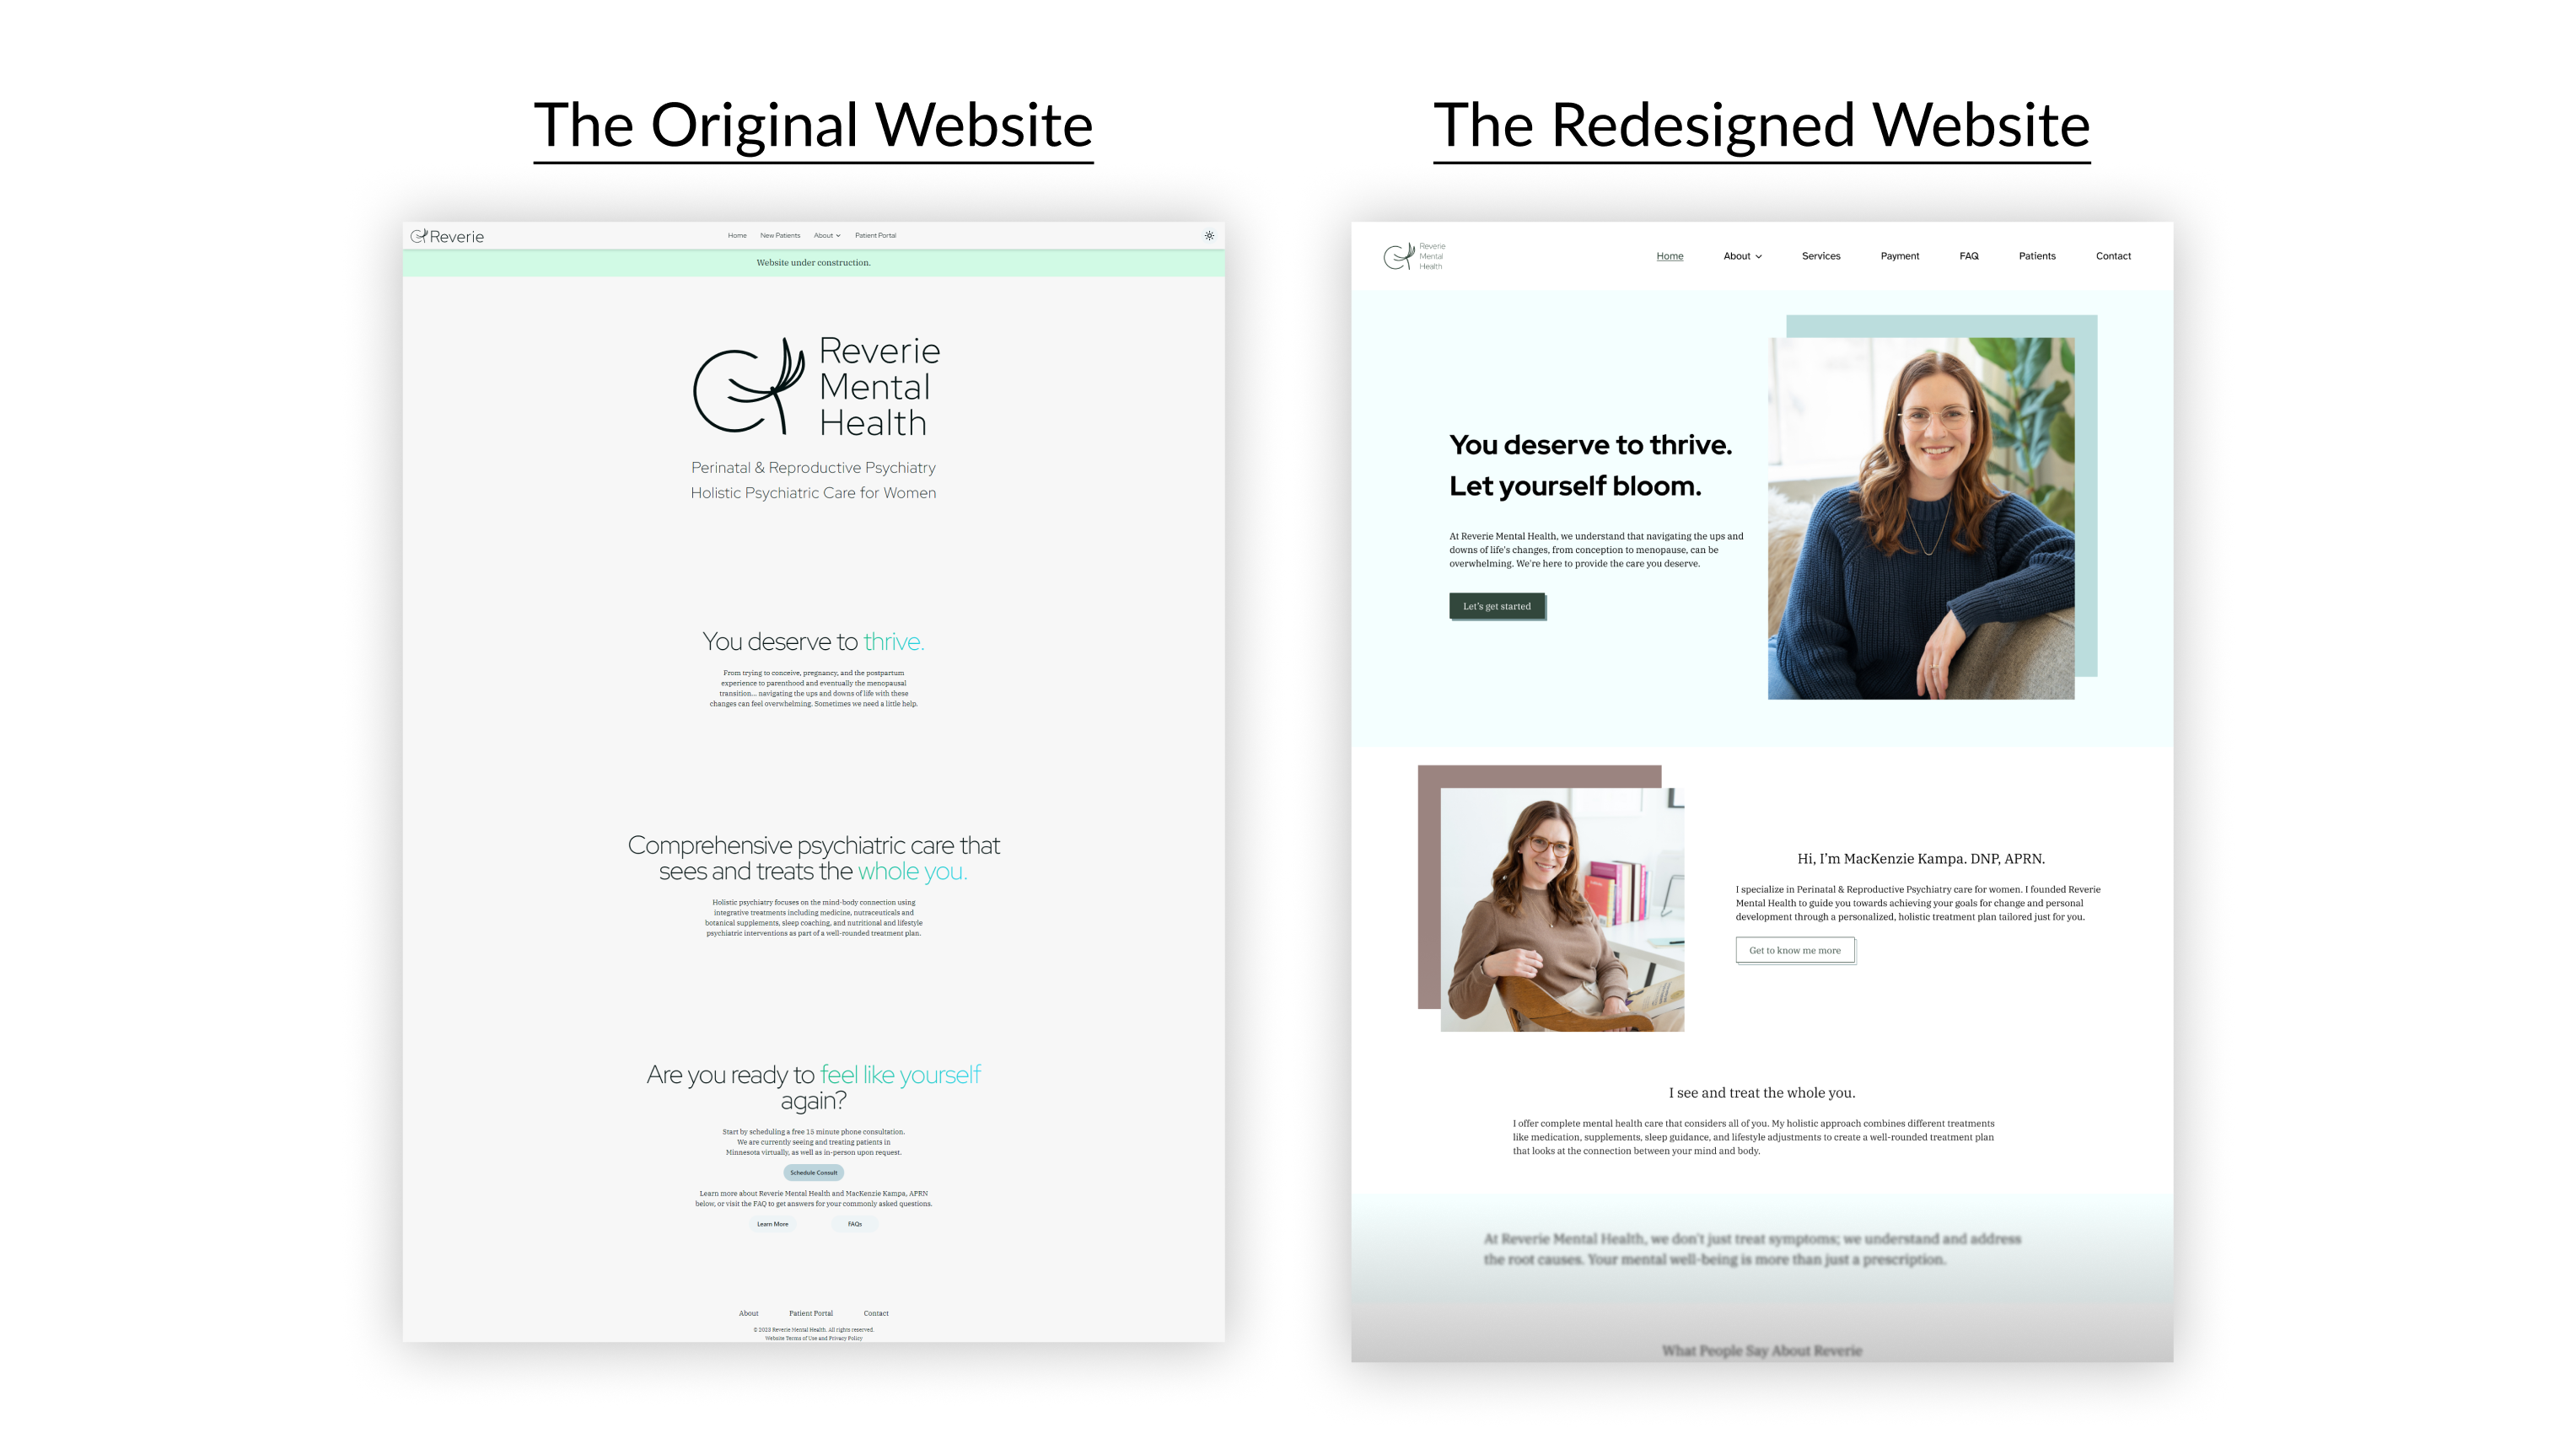 The Original Website
The Redesigned Website
Reverie
Home
New Patients
About
Patient Portal
Website under construction.
Reverie
Mental
Health
Perinatal & Reproductive Psychiatry
Holistic Psychiatric Care for Women
You deserve to thrive.
From trying to conceive, pregnancy, and the postpartum
experience to parenthood and eventually the menopausal
transition... navigating the ups and downs of life with these
changes can feel overwhelming. Sometimes we need a little help.
Comprehensive psychiatric care that
sees and treats the whole you.
Holistic psychiatry focuses on the mind-body connection using
integrative treatments including medicine, nutraceuticals and
botanical supplements, sleep coaching, and nutritional and lifestyle
psychiatric interventions as part of a well-rounded treatment plan.
Are you ready to feel like yourself
again?
Start by scheduling a free 15 minute phone consultation.
We are currently seeing and treating patients in
Minnesota virtually, as well as in-person upon request.
Schedule Consult
Learn more about Reverie Mental Health and MacKenzie Kampa, APRN
below, or visit the FAQ to get answers for your commonly asked questions.
Learn More
FAQs
About
Patient Portal
Contact
© 2023 Reverie Mental Health. All rights reserved.
Website Terms of Use and Privacy Policy
Reverie
Mental
Health
Home
About
Services
Payment
FAQ
Patients
Contact
You deserve to thrive.
Let yourself bloom.
At Reverie Mental Health, we understand that navigating the ups and
downs of life's changes, from conception to menopause, can be
overwhelming. We're here to provide the care you deserve.
Let's get started
Hi, I'm MacKenzie Kampa. DNP, APRN.
I specialize in Perinatal & Reproductive Psychiatry care for women. I founded Reverie
Mental Health to guide you towards achieving your goals for change and personal
development through a personalized, holistic treatment plan tailored just for you.
Get to know me more
I see and treat the whole you.
I offer complete mental health care that considers all of you. My holistic approach combines different treatments
like medication, supplements, sleep guidance, and lifestyle adjustments to create a well-rounded treatment plan
that looks at the connection between your mind and body.
At Reverie Mental Health, we don't just treat symptoms; we understand and address
the root causes. Your mental well-being is more than just a prescription.
What People Say About Reverie